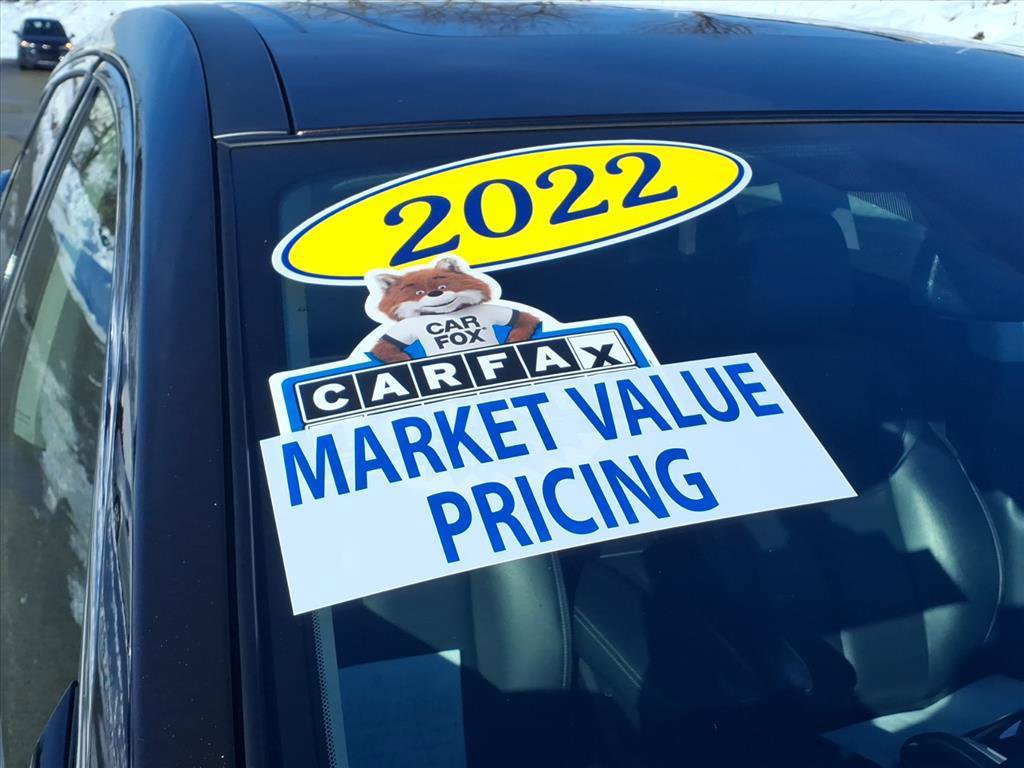 2022
CAR
FOX
CARFAX
MARKET VALUE
PRICING